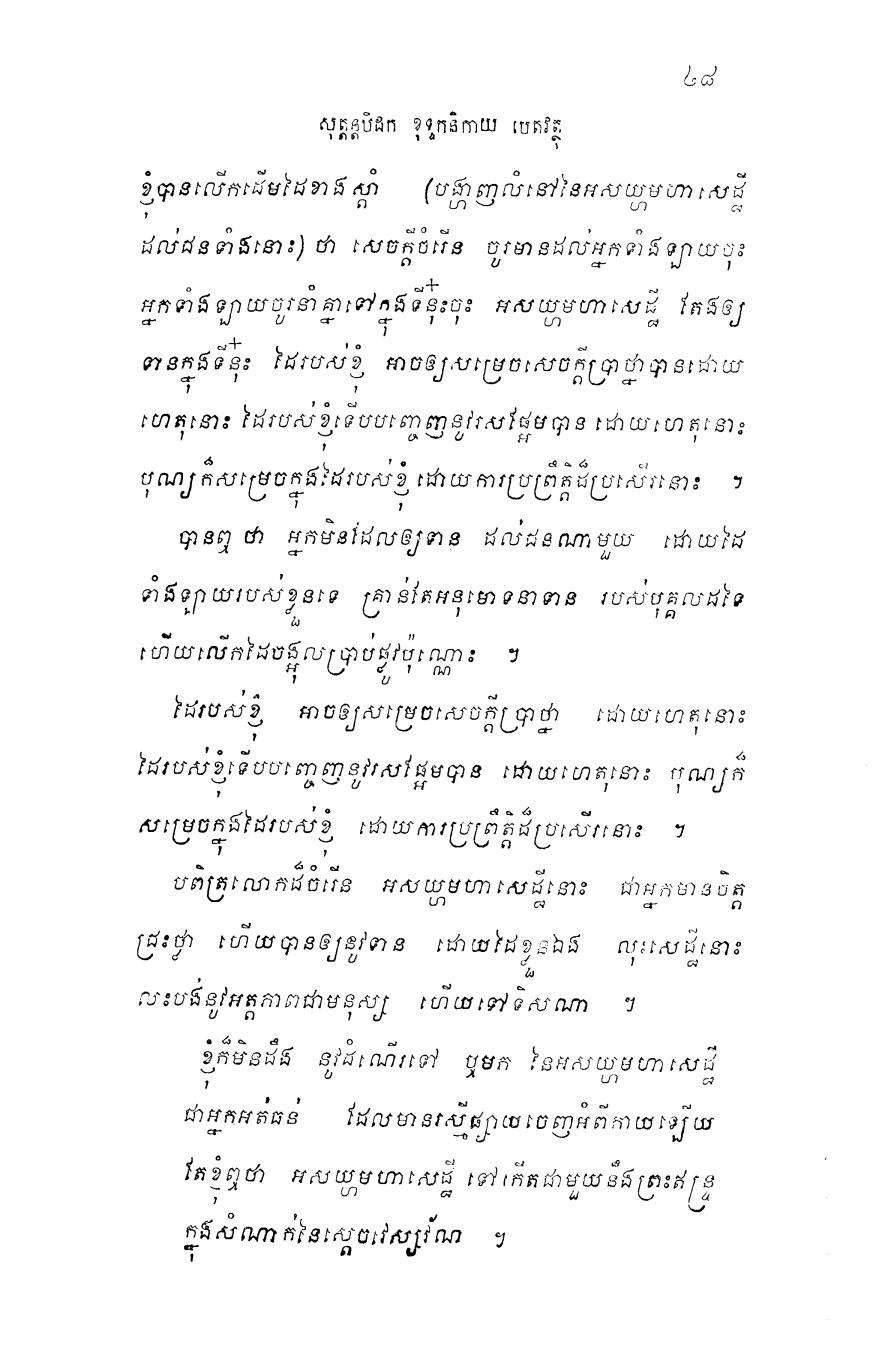 ៤៨
សុត្តន្តបិដក ខុទ្ទកនិកាយ បេតវត្ថុ
ខ្ញុំបានលើកដើមដៃខាងស្តាំ (បង្ហាញលំនៅនៃអសយ្ហមហាសេដ្ឋី
ដល់ជនទាំងនោះ) ថា សេចក្តីចំរើន ចូរមានដល់អ្នកទាំងឡាយចុះ
អ្នកទាំងឡាយចូរនាំគ្នាទៅក្នុងទីនុ៎ះចុះ អសយ្ហមហាសេដ្ឋី តែងឲ្យ
ទានក្នុងទីនុ៎ះ ដៃរបស់ខ្ញុំ អាចឲ្យសម្រេចសេចក្តីប្រាថ្នាបានដោយ
ហេតុនោះ ដៃរបស់ខ្ញុំទើបបញ្ចេញនូវរសផ្អែមបាន ដោយហេតុនោះ
បុណ្យក៏សម្រេចក្នុងដៃរបស់ខ្ញុំ ដោយការប្រព្រឹត្តិដ៏ប្រសើរនោះ ។
បានឮ ថា អ្នកមិនដែលឲ្យទាន ដល់ជនណាមួយ ដោយដៃ
ទាំងឡាយរបស់ខ្លួនទេ គ្រាន់តែអនុមោទនាទាន របស់បុគ្គលដទៃ
ហើយលើកដៃចង្អុលប្រាប់ផ្លូវប៉ុណ្ណោះ ។
ដៃរបស់ខ្ញុំ អាចឲ្យសម្រេចសេចក្តីប្រាថ្នា ដោយហេតុនោះ
ដៃរបស់ខ្ញុំទើបបញ្ចេញនូវរសផ្អែមបាន ដោយហេតុនោះ បុណ្យក៏
សម្រេចក្នុងដៃរបស់ខ្ញុំ ដោយការប្រព្រឹត្តិដ៏ប្រសើរនោះ ។
បពិត្រលោកដ៏ចំរើន អសយ្ហមហាសេដ្ឋីនោះ ជាអ្នកមានចិត្ត
ជ្រះថ្លា ហើយបានឲ្យនូវទាន ដោយដៃខ្លួនឯង លុះសេដ្ឋីនោះ
លះបង់នូវអត្តភាពជាមនុស្ស ហើយទៅទិសណា ។
ខ្ញុំក៏មិនដឹង នូវដំណើរទៅ ឬមក នៃអសយ្ហមហាសេដ្ឋី
ជាអ្នកអត់ធន់ ដែលមានរស្មីផ្សាយចេញអំពីកាយឡើយ
តែខ្ញុំឮថា អសយ្ហមហាសេដ្ឋី ទៅកើតជាមួយនឹងព្រះឥន្ទ្រ
ក្នុងសំណាក់នៃស្តេចវេស្សវ័ណ ។